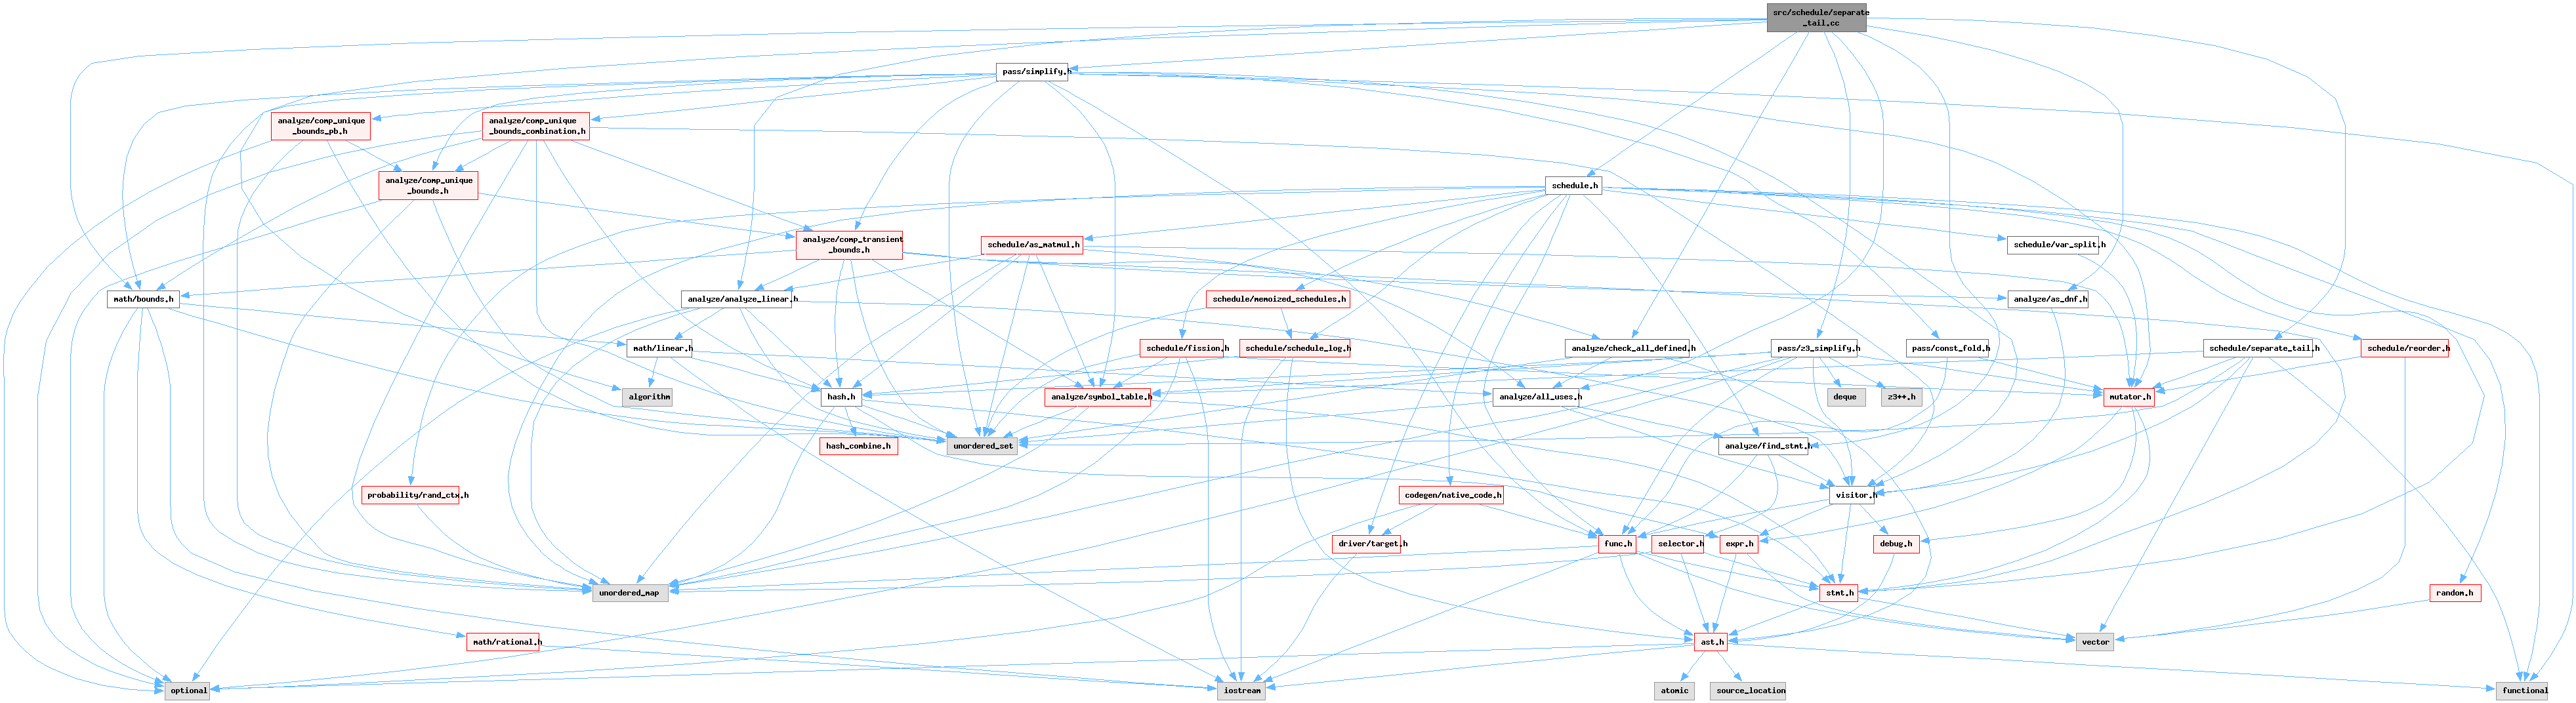 src/schedule/separate
_tail.cc
pass/simplify.h
analyze/comp_unique
_bounds_pb.h
analyze/comp_unique
_bounds_combination.h
analyze/comp_unique
_bounds.h
schedule.h
analyze/comp_transient
_bounds.h
schedule/as_matmul.h
schedule/var_split.h
math/bounds.h
analyze/analyze_linear.h
schedule/memoized_schedules.h
analyze/as_dnf.h
math/linear.h
schedule/fission.h
schedule/schedule_log.h
analyze/check_all_defined.h
pass/z3_simplify.h
pass/const_fold.h
schedule/separate_tail.h
schedule/reorder.h
algorithm
hash.h
analyze/symbol_table.h
analyze/all_uses.h
deque
z3++.h
mutator.h
hash_combine.h
unordered_set
analyze/find_stmt.h
probability/rand_ctx.h
codegen/native_code.h
visitor.h
driver/target.h
func.h
selector.h
expr.h
debug.h
unordered_map
stmt.h
random.h
math/rational.h
ast.h
vector
optional
iostream
atomic
source_location
functional